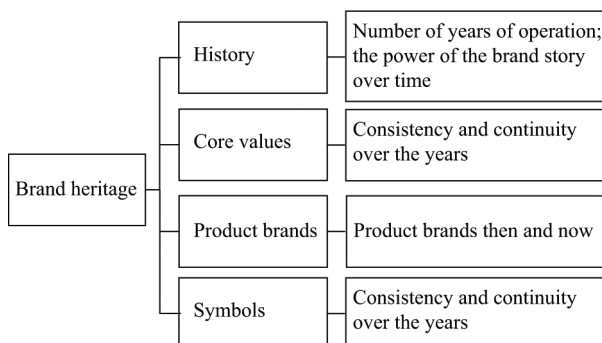 Brand heritage
History
Number of years of operation;
the power of the brand story
over time
Core values
Consistency and continuity
over the years
Product brands
Product brands then and now
Symbols
Consistency and continuity
over the years